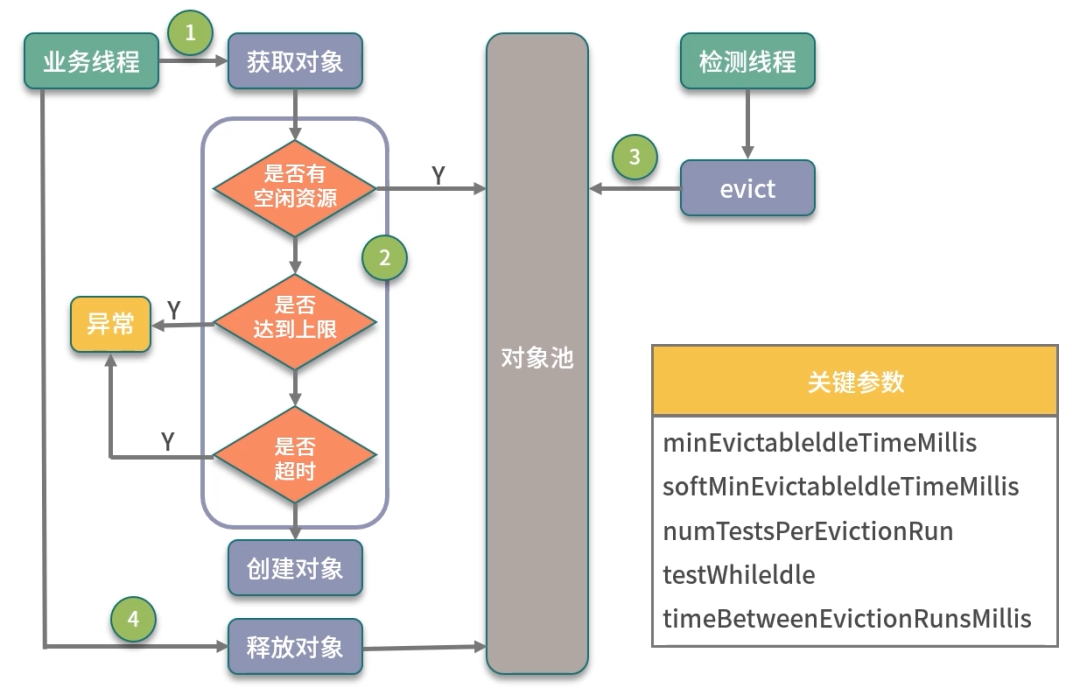 业务线程
1
获取对象
检测线程
是否有
空闲资源
Y
3
evict
2
是否
达到上限
Y
异常
对象池
关键参数
minEvictableIdleTimeMillis
softMinEvictableIdleTimeMillis
numTestsPerEvictionRun
testWhileIdle
timeBetweenEvictionRunsMillis
是否
超时
Y
创建对象
4
释放对象